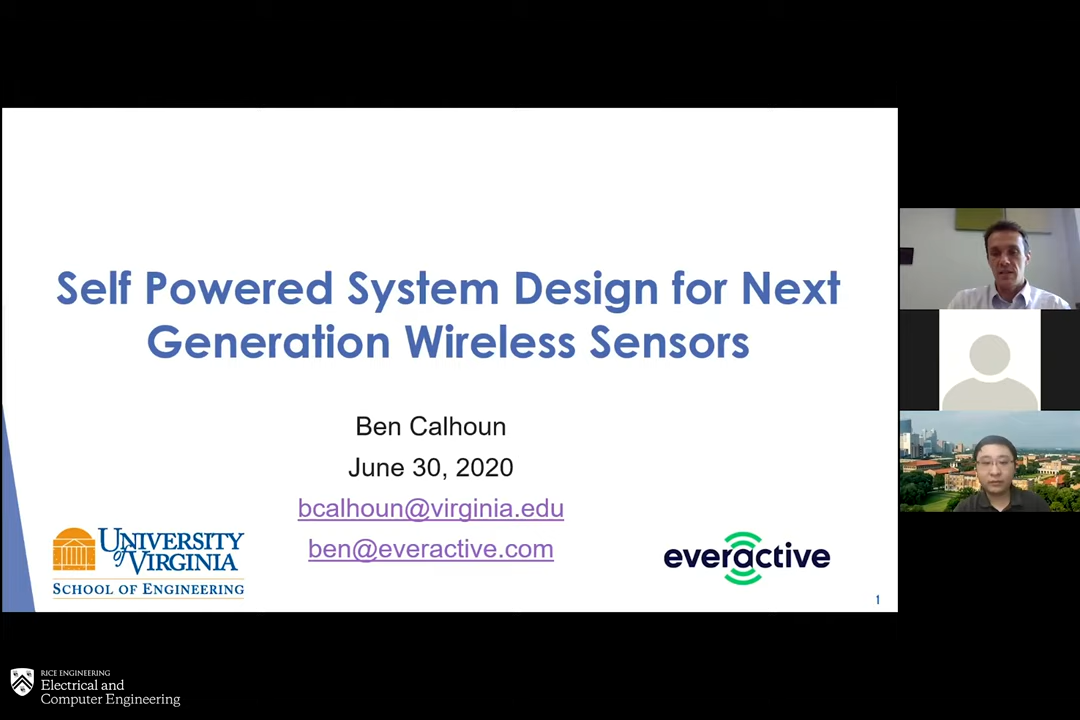 Self Powered System Design for Next
Generation Wireless Sensors
Ben Calhoun
June 30, 2020
bcalhoun@virginia.edu
ben@everactive.com
UNIVERSITY
of VIRGINIA
SCHOOL OF ENGINEERING
everactive
1
RICE ENGINEERING
Electrical and
Computer Engineering